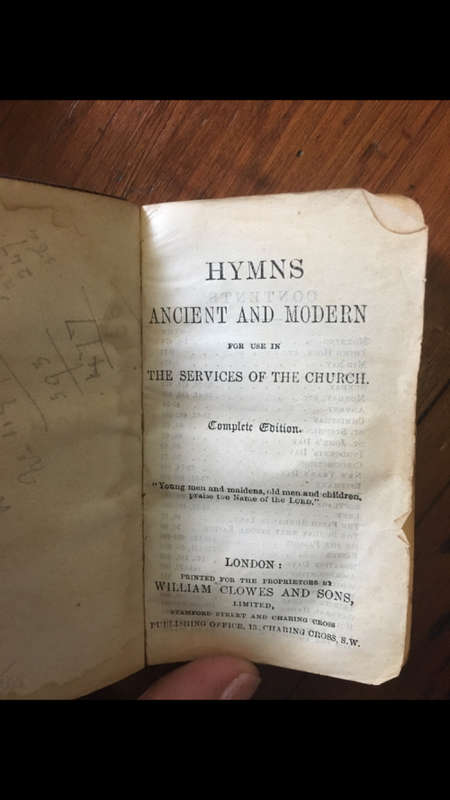 HYMNS
ANCIENT AND MODERN
FOR USE IN
THE SERVICES OF THE CHURCH.
Complete Edition.
"Young men and maidens, old men and children,
praise the Name of the LORD."
LONDON:
PRINTED FOR THE PROPRIETORS BY
WILLIAM CLOWES AND SONS,
LIMITED,
STAMFORD STREET AND CHARING CROSS
PUBLISHING OFFICE, 13, CHARING CROSS, S.W.